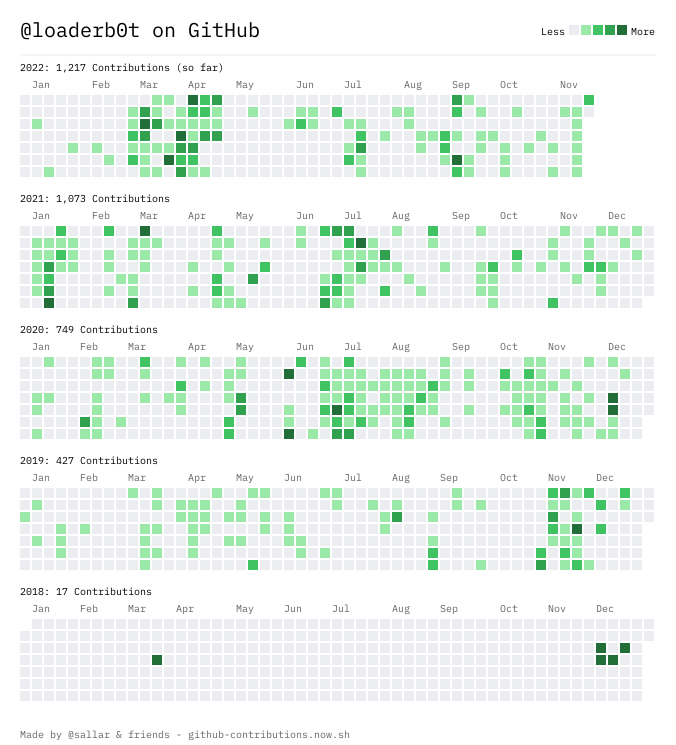 @loaderb0t on GitHub
Less More
2022: 1,217 Contributions (so far)
Jan Feb Mar Apr May Jun Jul Aug Sep Oct Nov
2021: 1,073 Contributions
Jan Feb Mar Apr May Jun Jul Aug Sep Oct Nov Dec
2020: 749 Contributions
Jan Feb Mar Apr May Jun Jul Aug Sep Oct Nov Dec
2019: 427 Contributions
Jan Feb Mar Apr May Jun Jul Aug Sep Oct Nov Dec
2018: 17 Contributions
Jan Feb Mar Apr May Jun Jul Aug Sep Oct Nov Dec
Made by @sallar & friends - github-contributions.now.sh